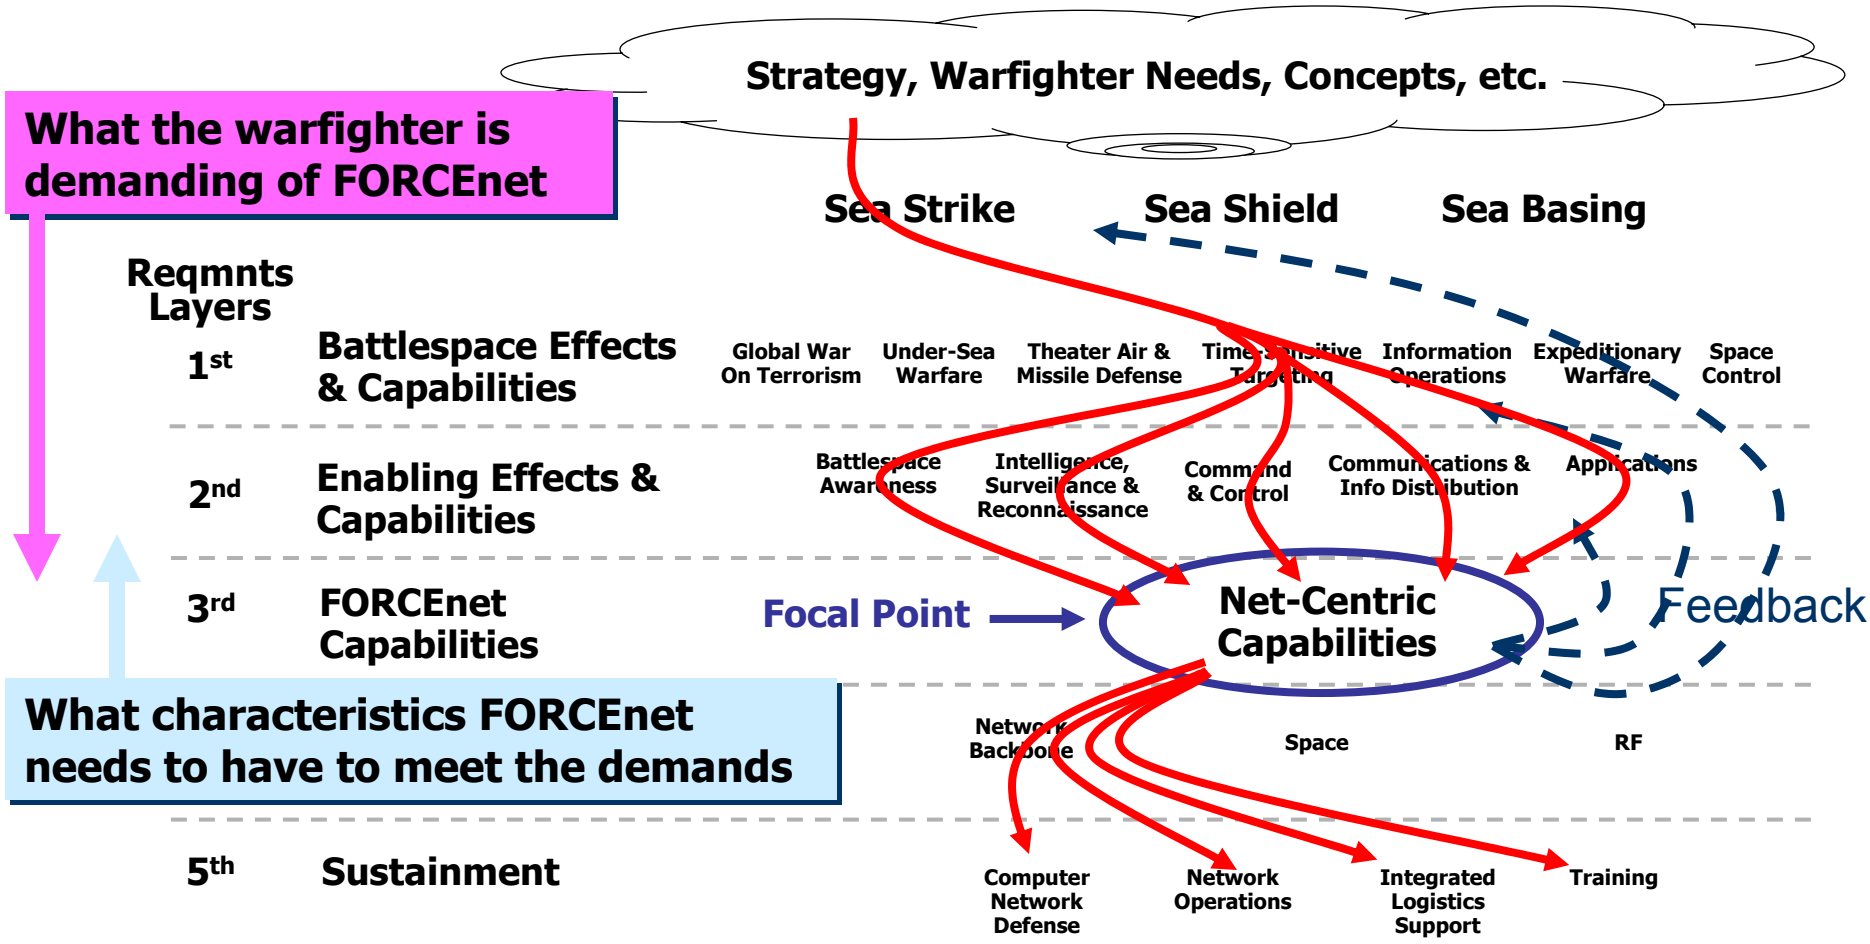 Strategy, Warfighter Needs, Concepts, etc.
What the warfighter is
demanding of FORCEnet
Sea Strike
Sea Shield
Sea Basing
Reqmnts
Layers
1st
Battlespace Effects
& Capabilities
Global War
On Terrorism
Under-Sea
Warfare
Theater Air &
Missile Defense
Time-Sensitive
Targeting
Information
Operations
Expeditionary
Warfare
Space
Control
2nd
Enabling Effects &
Capabilities
Battlespace
Awareness
Intelligence,
Surveillance &
Reconnaissance
Command
& Control
Communications &
Info Distribution
Applications
3rd
FORCEnet
Capabilities
Focal Point
Net-Centric
Capabilities
Feedback
What characteristics FORCEnet
needs to have to meet the demands
Network
Backbone
Space
RF
5th
Sustainment
Computer
Network
Defense
Network
Operations
Integrated
Logistics
Support
Training